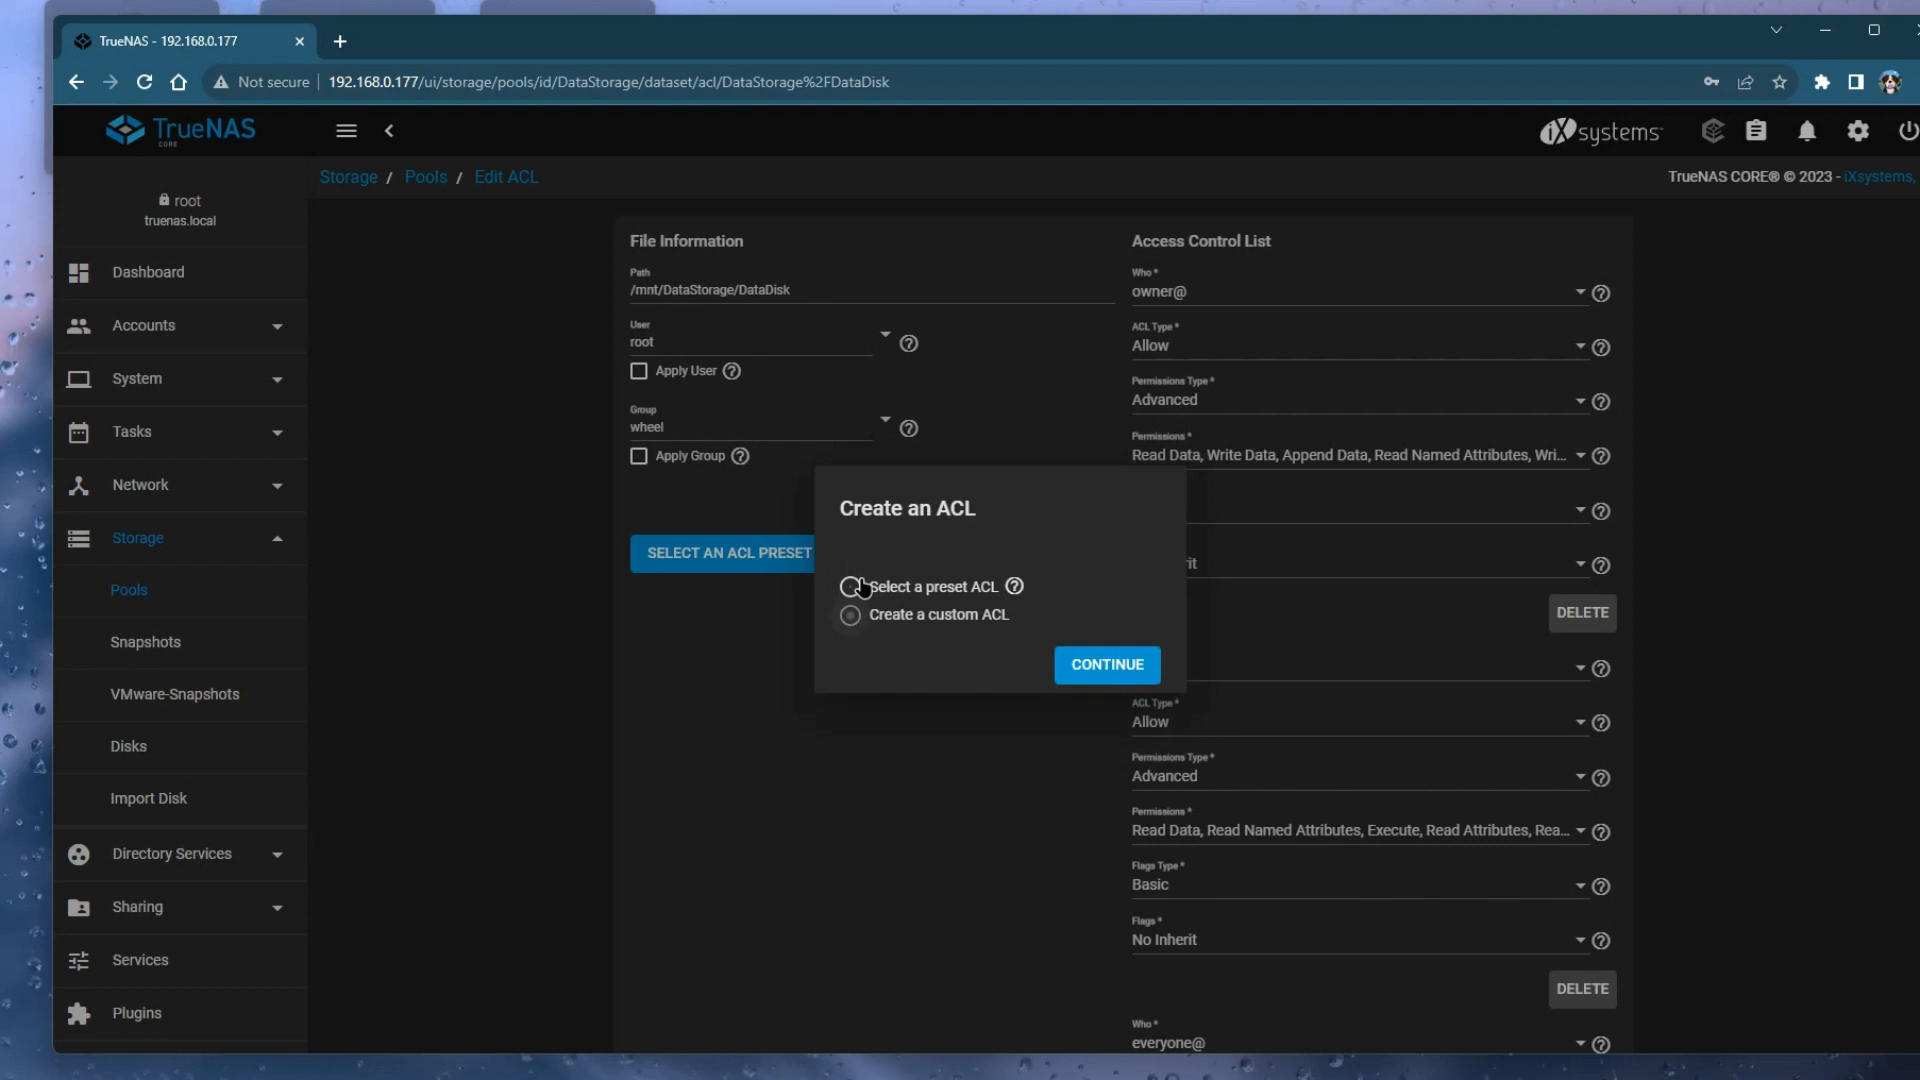 TrueNAS - 192.168.0.177
Not secure
192.168.0.177/ui/storage/pools/id/DataStorage/dataset/acl/DataStorage%2FDataDisk
TrueNAS
CORE
iXsystems
Storage / Pools / Edit ACL
TrueNAS CORE® © 2023 - iXsystems,
root
truenas.local
Dashboard
Accounts
System
Tasks
Network
Storage
Pools
Snapshots
VMware-Snapshots
Disks
Import Disk
Directory Services
Sharing
Services
Plugins
File Information
Path
/mnt/DataStorage/DataDisk
User
root
Apply User
Group
wheel
Apply Group
SELECT AN ACL PRESET
Create an ACL
Select a preset ACL
Create a custom ACL
CONTINUE
Access Control List
Who *
owner@
ACL Type *
Allow
Permissions Type *
Advanced
Permissions *
Read Data, Write Data, Append Data, Read Named Attributes, Wri...
rit
DELETE
ACL Type *
Allow
Permissions Type *
Advanced
Permissions *
Read Data, Read Named Attributes, Execute, Read Attributes, Rea...
Flags Type *
Basic
Flags *
No Inherit
DELETE
Who *
everyone@